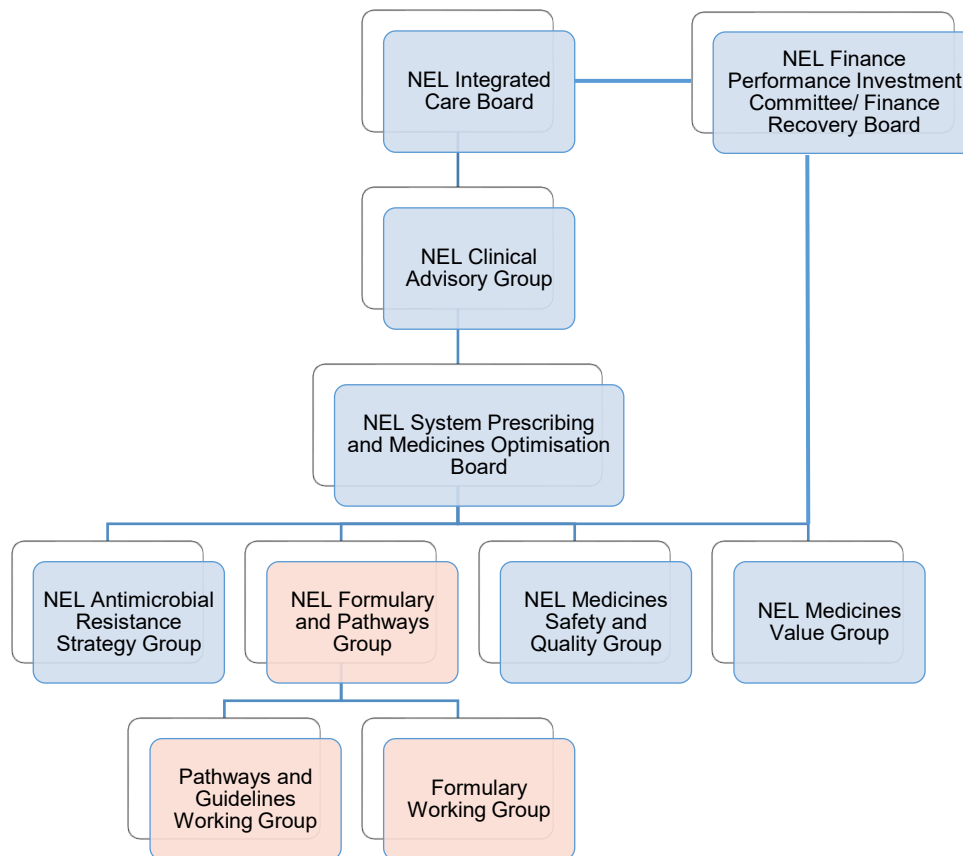 NEL Integrated
Care Board
NEL Finance
Performance Investment
Committee/ Finance
Recovery Board
NEL Clinical
Advisory Group
NEL System Prescribing
and Medicines Optimisation
Board
NEL Antimicrobial
Resistance
Strategy Group
NEL Formulary
and Pathways
Group
NEL Medicines
Safety and
Quality Group
NEL Medicines
Value Group
Pathways and
Guidelines
Working Group
Formulary
Working Group